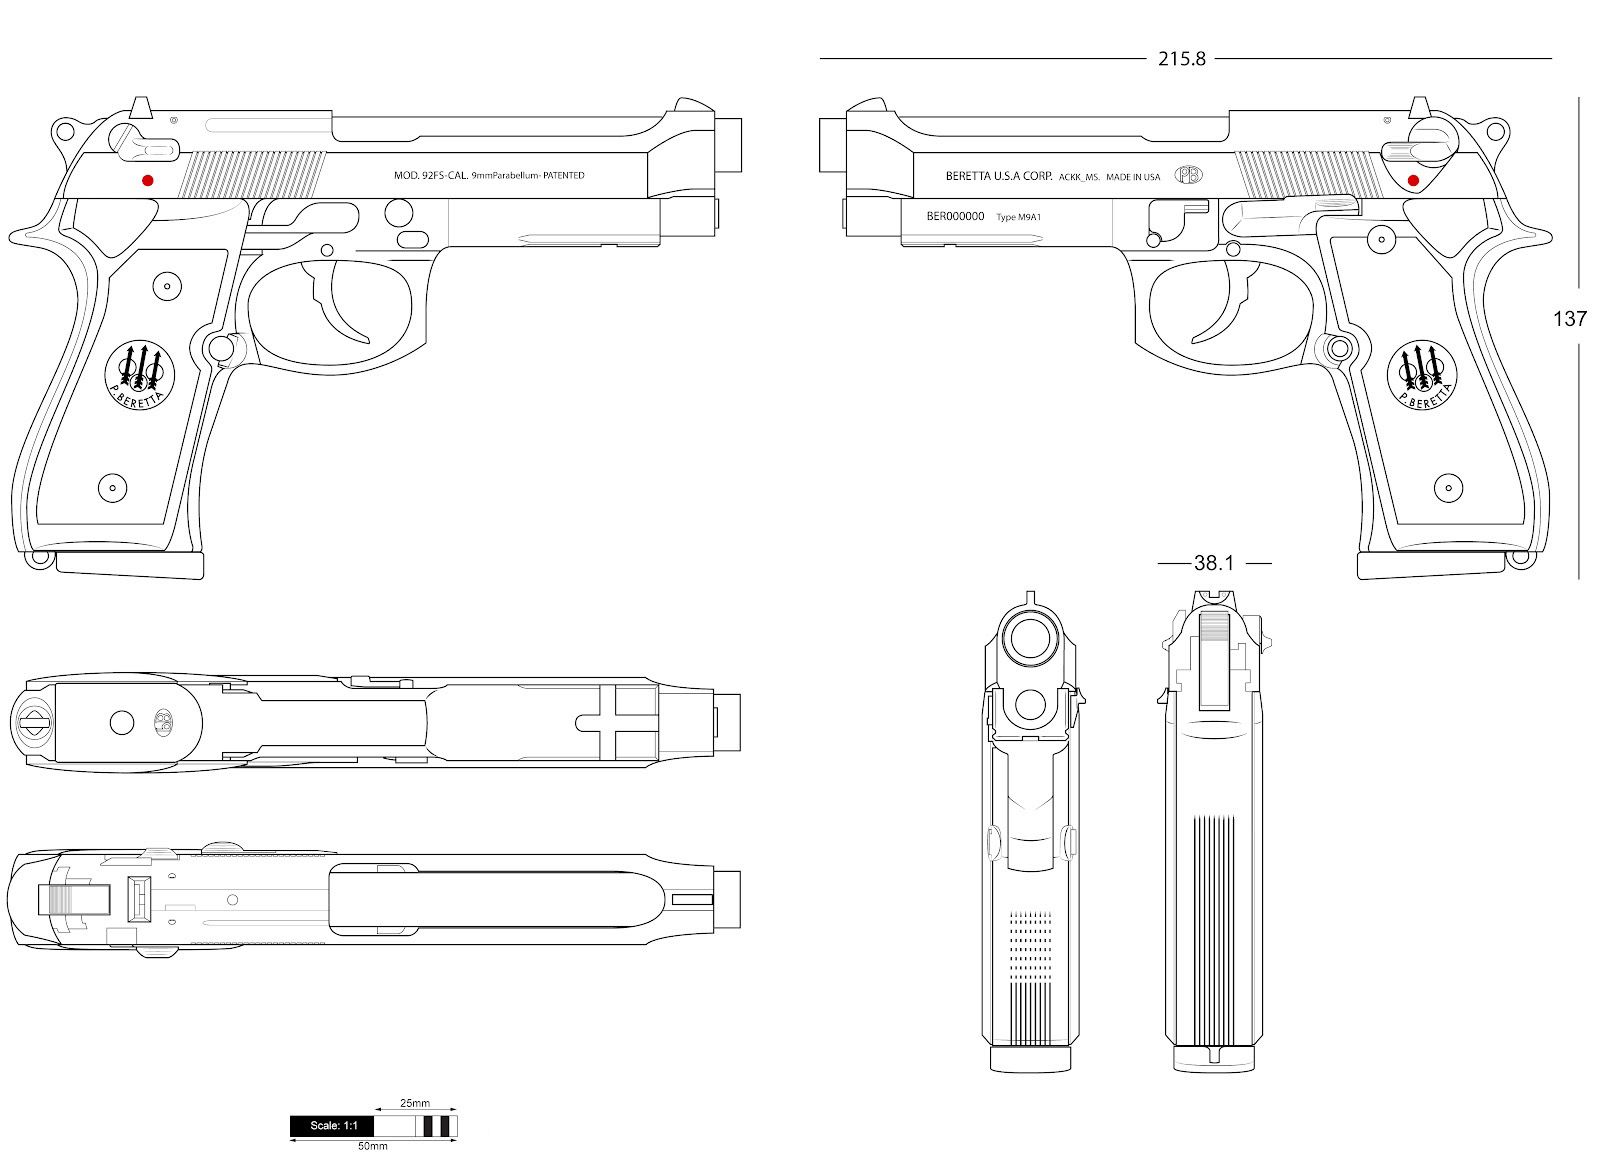 215.8
MOD. 92FS-CAL. 9mmParabellum- PATENTED
BERETTA U.S.A CORP. ACKK_MS. MADE IN USA PB
BER000000 Type M9A1
137
P. BERETTA
P. BERETTA
38.1
PB
25mm
Scale: 1:1
50mm